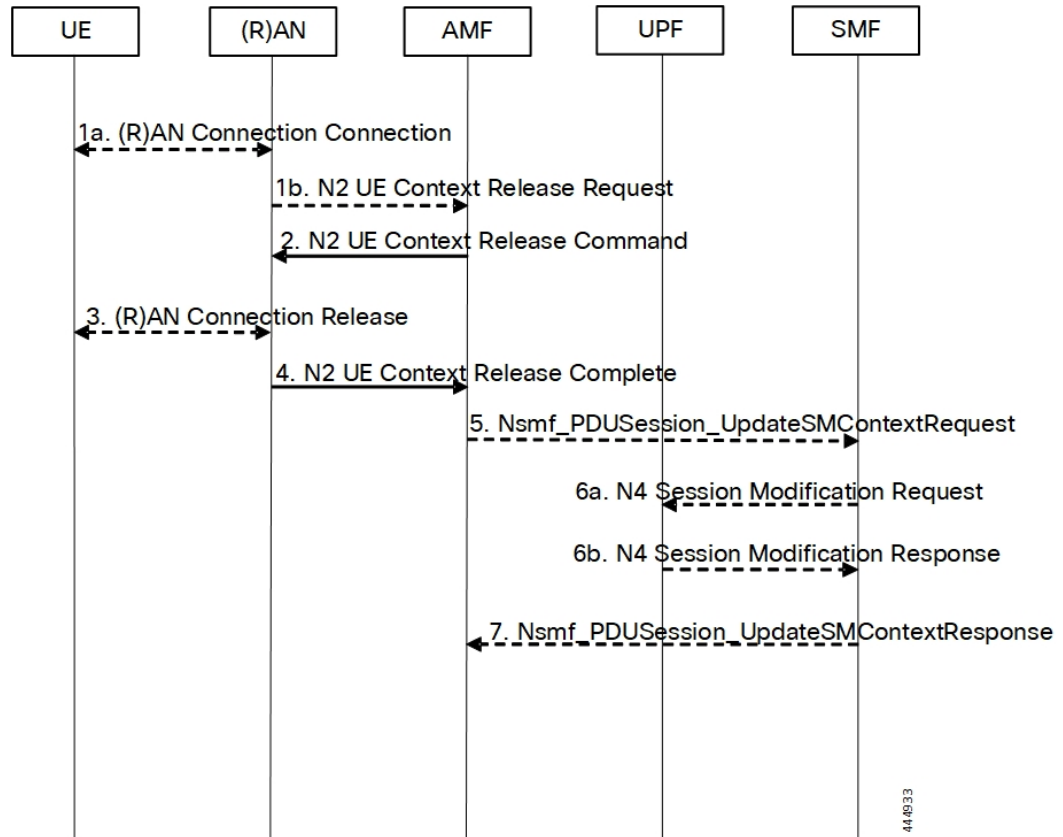 UE
(R)AN
AMF
UPF
SMF
1a. (R)AN Connection Connection
1b. N2 UE Context Release Request
2. N2 UE Context Release Command
3. (R)AN Connection Release
4. N2 UE Context Release Complete
5. Nsmf_PDUSession_UpdateSMContextRequest
6a. N4 Session Modification Request
6b. N4 Session Modification Response
7. Nsmf_PDUSession_UpdateSMContextResponse
444933